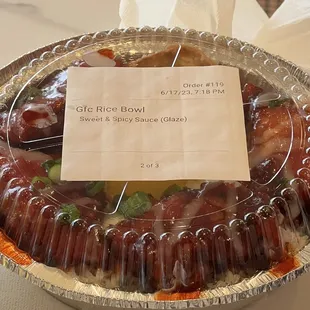 Order #119
6/17/23, 7:18 PM
Gfc Rice Bowl
Sweet & Spicy Sauce (Glaze)
2 of 3